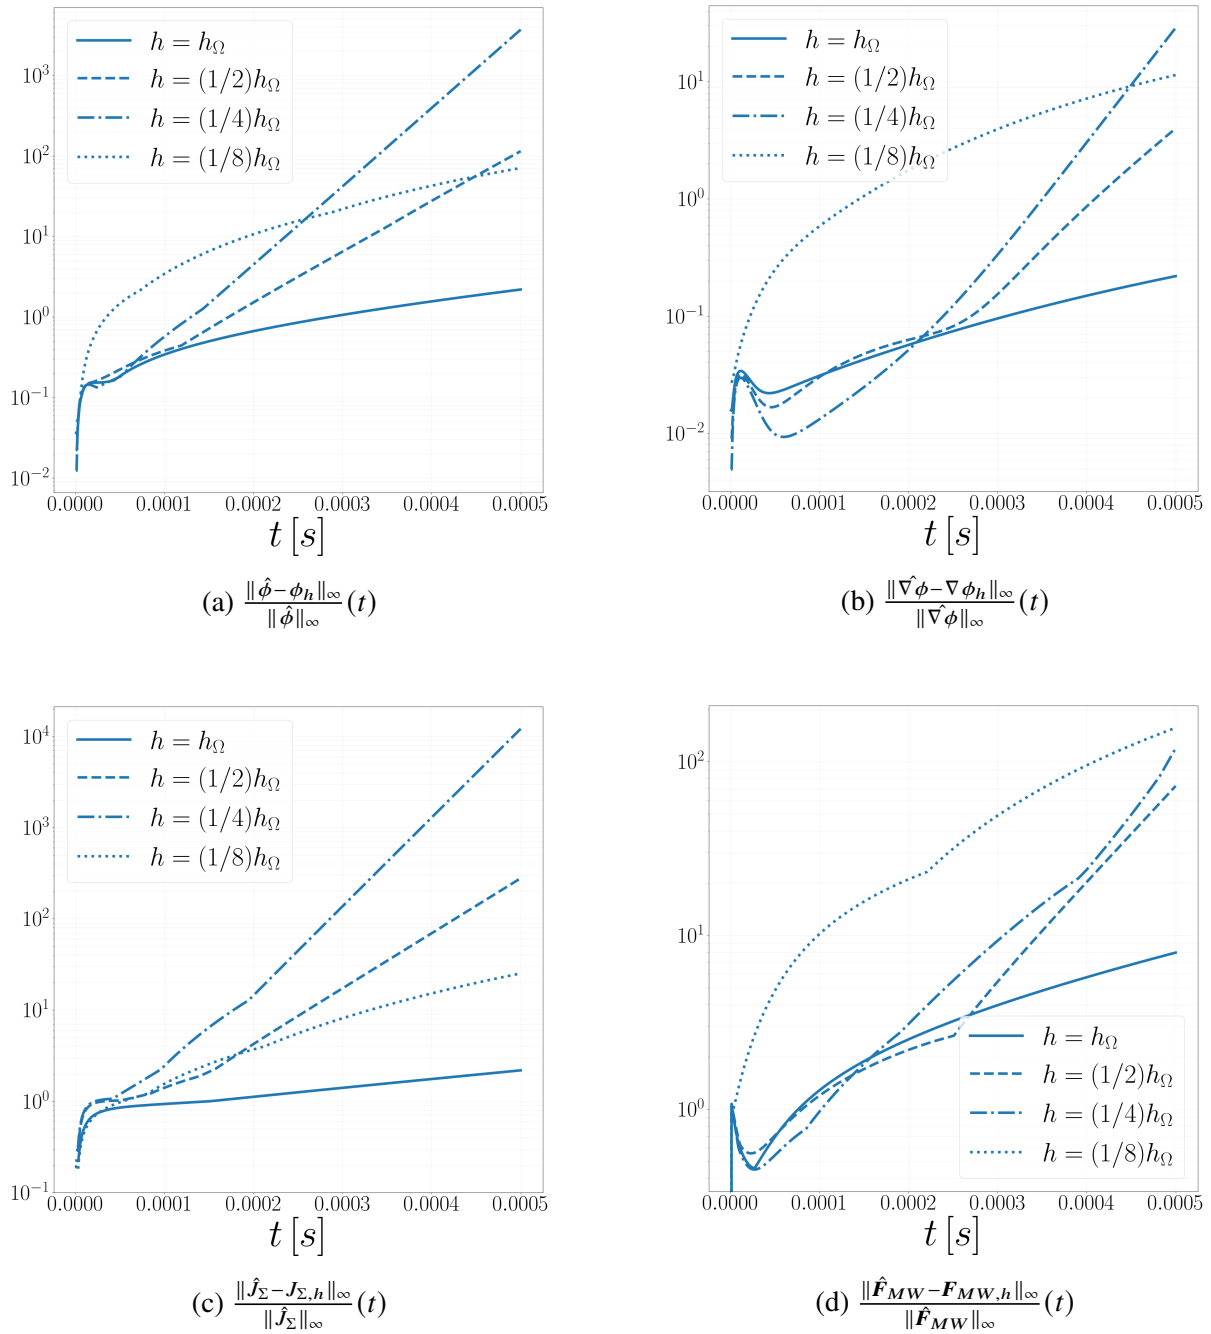 h = h_Ω
h = (1/2)h_Ω
h = (1/4)h_Ω
h = (1/8)h_Ω
10^3
10^2
10^1
10^0
10^−1
10^−2
0.0000 0.0001 0.0002 0.0003 0.0004 0.0005
t [s]
(a) ‖ϕ̂−ϕ_h‖_∞ / ‖ϕ̂‖_∞ (t)
h = h_Ω
h = (1/2)h_Ω
h = (1/4)h_Ω
h = (1/8)h_Ω
10^1
10^0
10^−1
10^−2
0.0000 0.0001 0.0002 0.0003 0.0004 0.0005
t [s]
(b) ‖∇̂ϕ−∇ϕ_h‖_∞ / ‖∇̂ϕ‖_∞ (t)
h = h_Ω
h = (1/2)h_Ω
h = (1/4)h_Ω
h = (1/8)h_Ω
10^4
10^3
10^2
10^1
10^0
10^−1
0.0000 0.0001 0.0002 0.0003 0.0004 0.0005
t [s]
(c) ‖Ĵ_Σ−J_Σ,h‖_∞ / ‖Ĵ_Σ‖_∞ (t)
10^2
10^1
10^0
h = h_Ω
h = (1/2)h_Ω
h = (1/4)h_Ω
h = (1/8)h_Ω
0.0000 0.0001 0.0002 0.0003 0.0004 0.0005
t [s]
(d) ‖F̂_MW−F_MW,h‖_∞ / ‖F̂_MW‖_∞ (t)